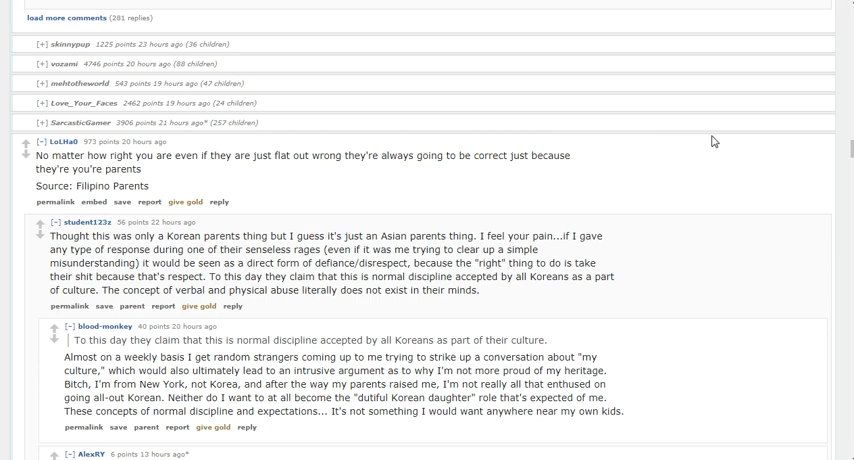 load more comments (281 replies)
[+] skinnypup 1225 points 23 hours ago (36 children)
[+] vozami 4746 points 20 hours ago (88 children)
[+] mehtotheworld 543 points 19 hours ago (47 children)
[+] Love_Your_Faces 2462 points 19 hours ago (24 children)
[+] SarcasticGamer 3906 points 21 hours ago* (257 children)
[–] LoLHa0 973 points 20 hours ago
No matter how right you are even if they are just flat out wrong they're always going to be correct just because
they're you're parents
Source: Filipino Parents
permalink embed save report give gold reply
[–] student123z 56 points 22 hours ago
Thought this was only a Korean parents thing but I guess it's just an Asian parents thing. I feel your pain...if I gave
any type of response during one of their senseless rages (even if it was me trying to clear up a simple
misunderstanding) it would be seen as a direct form of defiance/disrespect, because the "right" thing to do is take
their shit because that's respect. To this day they claim that this is normal discipline accepted by all Koreans as a part
of culture. The concept of verbal and physical abuse literally does not exist in their minds.
permalink save parent report give gold reply
[–] blood-monkey 40 points 20 hours ago
To this day they claim that this is normal discipline accepted by all Koreans as part of their culture.
Almost on a weekly basis I get random strangers coming up to me trying to strike up a conversation about "my
culture," which would also ultimately lead to an intrusive argument as to why I'm not more proud of my heritage.
Bitch, I'm from New York, not Korea, and after the way my parents raised me, I'm not really all that enthused on
going all-out Korean. Neither do I want to at all become the "dutiful Korean daughter" role that's expected of me.
These concepts of normal discipline and expectations... It's not something I would want anywhere near my own kids.
permalink save parent report give gold reply
[–] AlexRY 6 points 13 hours ago*